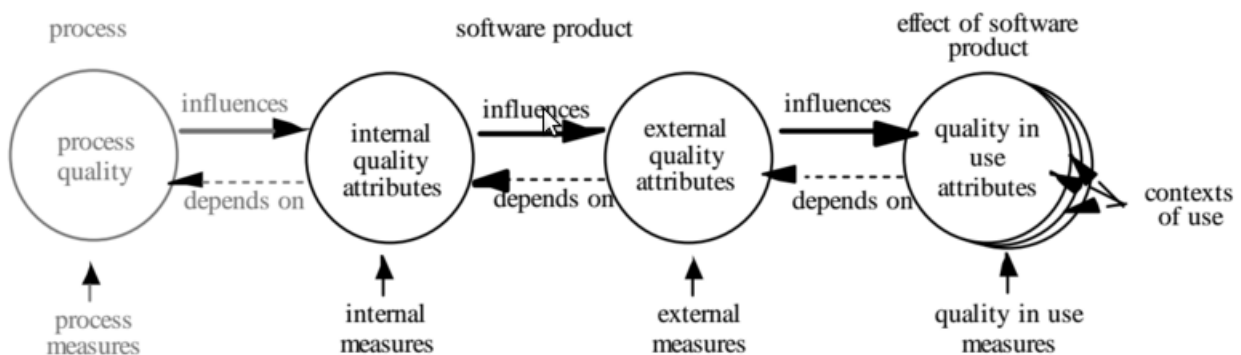 process
software product
effect of software
product
influences
influences
influences
process
quality
internal
quality
attributes
external
quality
attributes
quality in
use
attributes
depends on
depends on
depends on
contexts
of use
process
measures
internal
measures
external
measures
quality in use
measures